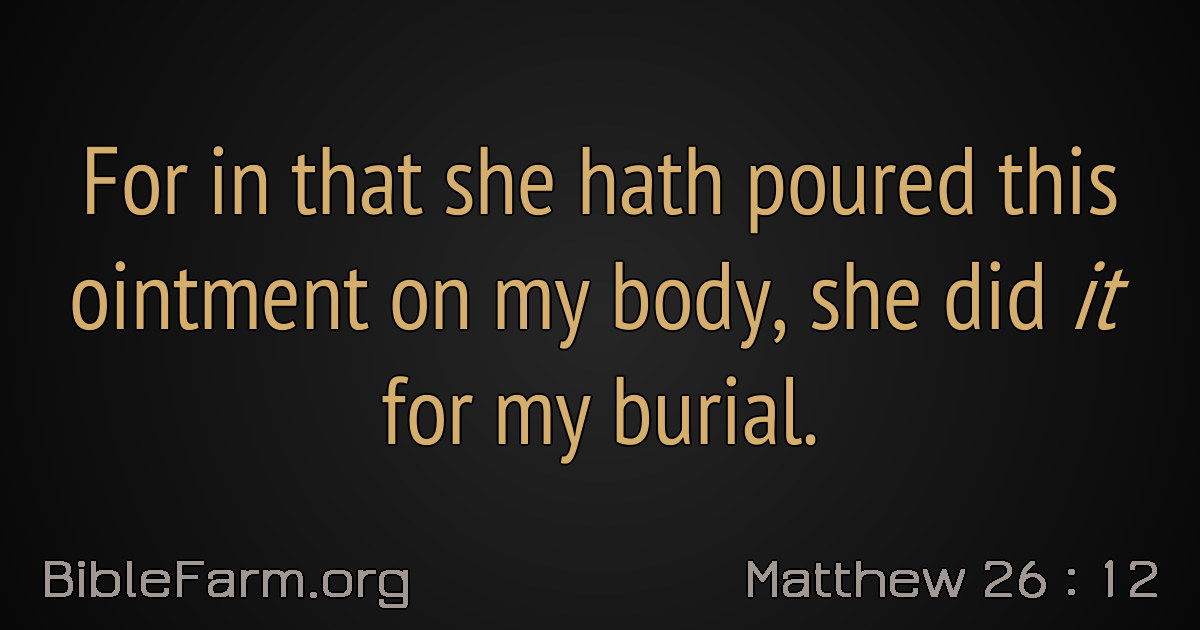 For in that she hath poured this
ointment on my body, she did it
for my burial.
BibleFarm.org
Matthew 26 : 12